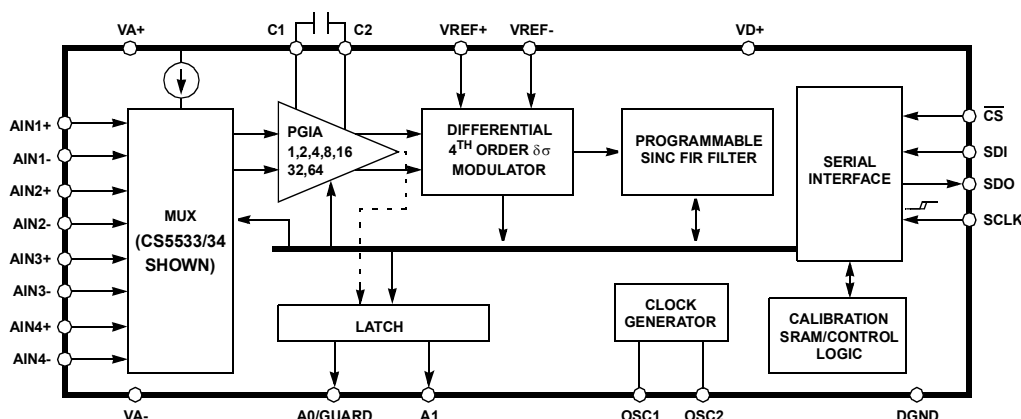 VA+
C1
C2
VREF+
VREF-
VD+
AIN1+
AIN1-
AIN2+
AIN2-
AIN3+
AIN3-
AIN4+
AIN4-
MUX
(CS5533/34
SHOWN)
PGIA
1,2,4,8,16
32,64
DIFFERENTIAL
4TH ORDER δσ
MODULATOR
PROGRAMMABLE
SINC FIR FILTER
SERIAL
INTERFACE
CS
SDI
SDO
SCLK
LATCH
CLOCK
GENERATOR
CALIBRATION
SRAM/CONTROL
LOGIC
VA-
A0/GUARD
A1
OSC1
OSC2
DGND